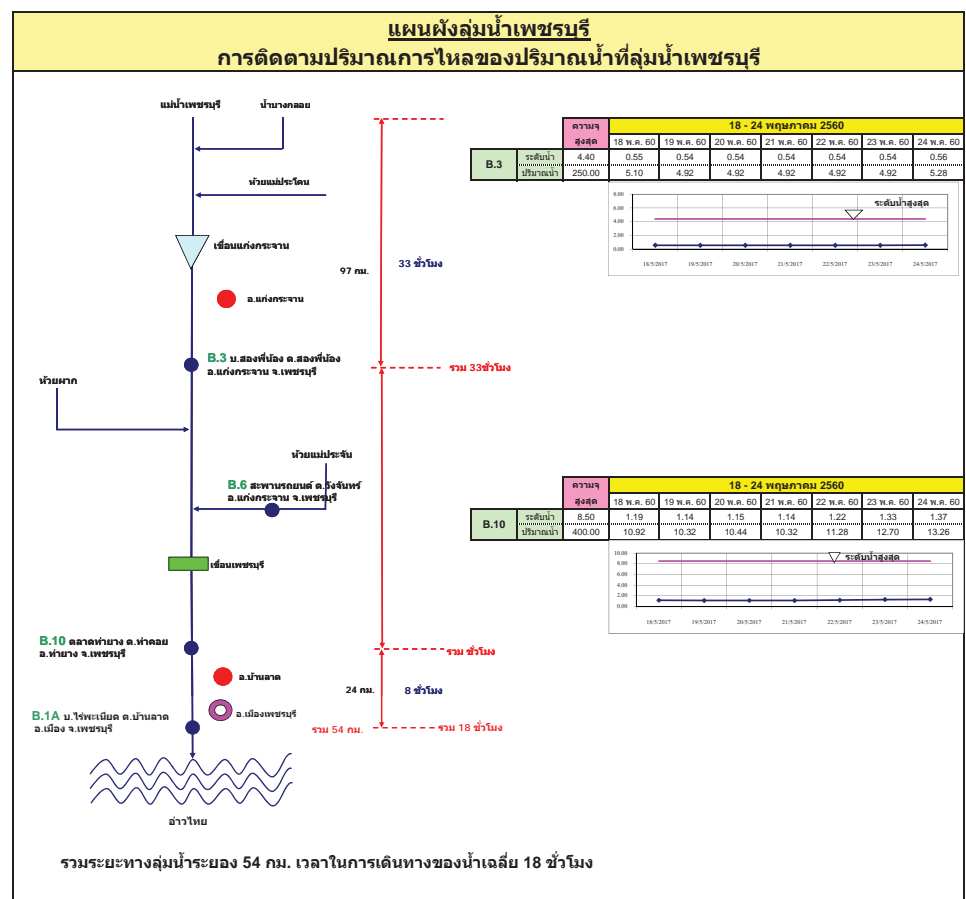 แผนผังลุ่มน้ำเพชรบุรี
การติดตามปริมาณการไหลของปริมาณน้ำที่ลุ่มน้ำเพชรบุรี
แม่น้ำเพชรบุรี
น้ำบางกลอย
ห้วยแม่ประโดน
เขื่อนแก่งกระจาน
97 กม.
33 ชั่วโมง
อ.แก่งกระจาน
B.3 บ.สองพี่น้อง ต.สองพี่น้อง
อ.แก่งกระจาน จ.เพชรบุรี
รวม 33ชั่วโมง
ห้วยผาก
ห้วยแม่ประจัน
B.6 สะพานรถยนต์ ต.วังจันทร์
อ.แก่งกระจาน จ.เพชรบุรี
เขื่อนเพชรบุรี
B.10 ตลาดท่ายาง ต.ท่าคอย
อ.ท่ายาง จ.เพชรบุรี
รวม ชั่วโมง
อ.บ้านลาด
24 กม.
8 ชั่วโมง
อ.เมืองเพชรบุรี
B.1A บ.ไร่พะเนียด ต.บ้านลาด
อ.เมือง จ.เพชรบุรี
รวม 54 กม.
รวม 18 ชั่วโมง
อ่าวไทย
รวมระยะทางลุ่มน้ำระยอง 54 กม. เวลาในการเดินทางของน้ำเฉลี่ย 18 ชั่วโมง
ความจุ 18 - 24 พฤษภาคม 2560
สูงสุด 18 พ.ค. 60 19 พ.ค. 60 20 พ.ค. 60 21 พ.ค. 60 22 พ.ค. 60 23 พ.ค. 60 24 พ.ค. 60
B.3
ระดับน้ำ 4.40 0.55 0.54 0.54 0.54 0.54 0.54 0.56
ปริมาณน้ำ 250.00 5.10 4.92 4.92 4.92 4.92 4.92 5.28
8.00
6.00
4.00
2.00
0.00
ระดับน้ำสูงสุด
18/5/2017 19/5/2017 20/5/2017 21/5/2017 22/5/2017 23/5/2017 24/5/2017
ความจุ 18 - 24 พฤษภาคม 2560
สูงสุด 18 พ.ค. 60 19 พ.ค. 60 20 พ.ค. 60 21 พ.ค. 60 22 พ.ค. 60 23 พ.ค. 60 24 พ.ค. 60
B.10
ระดับน้ำ 8.50 1.19 1.14 1.15 1.14 1.22 1.33 1.37
ปริมาณน้ำ 400.00 10.92 10.32 10.44 10.32 11.28 12.70 13.26
10.00
8.00
6.00
4.00
2.00
0.00
ระดับน้ำสูงสุด
18/5/2017 19/5/2017 20/5/2017 21/5/2017 22/5/2017 23/5/2017 24/5/2017